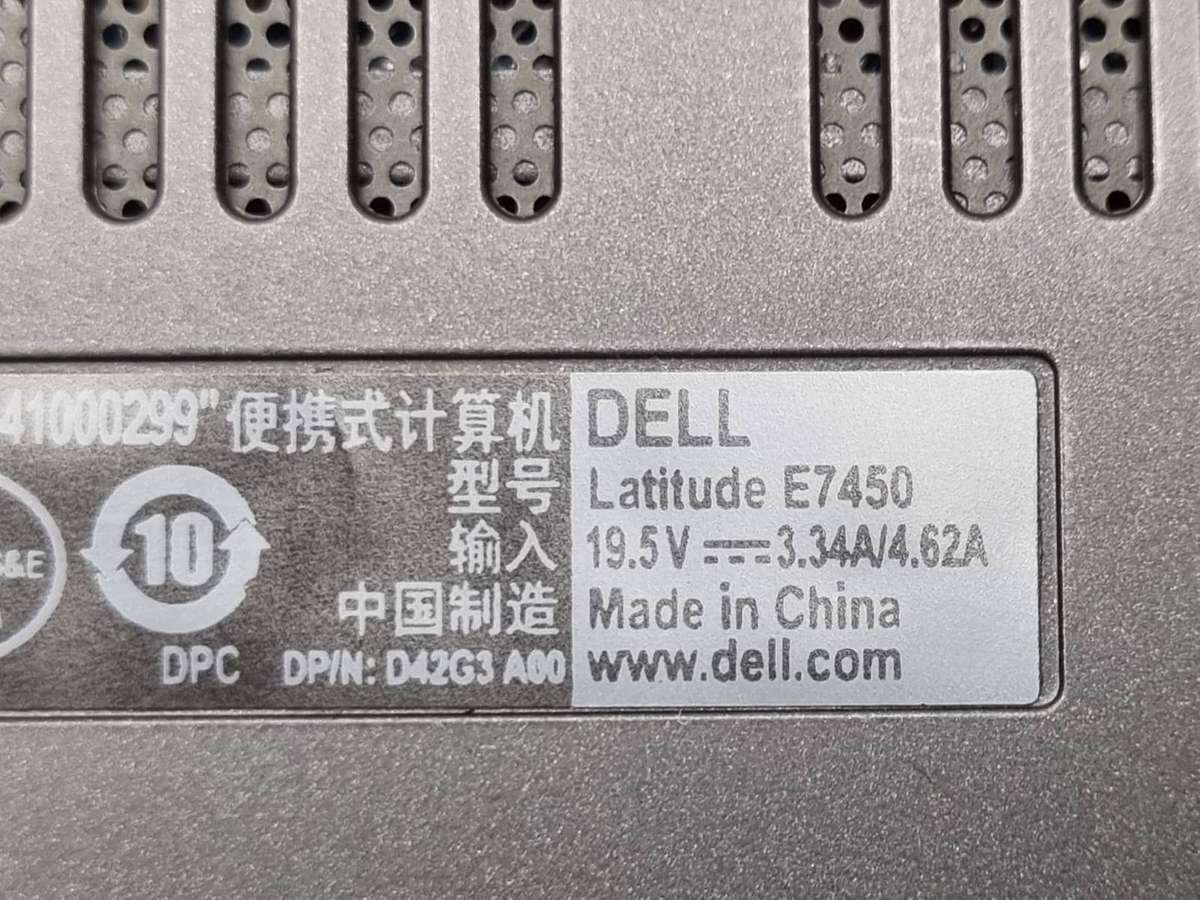 41000299" 便携式计算机 DELL
型号 Latitude E7450
输入 19.5V ⎓ 3.34A/4.62A
中国制造 Made in China
DPC DP/N: D42G3 A00 www.dell.com
10
&E